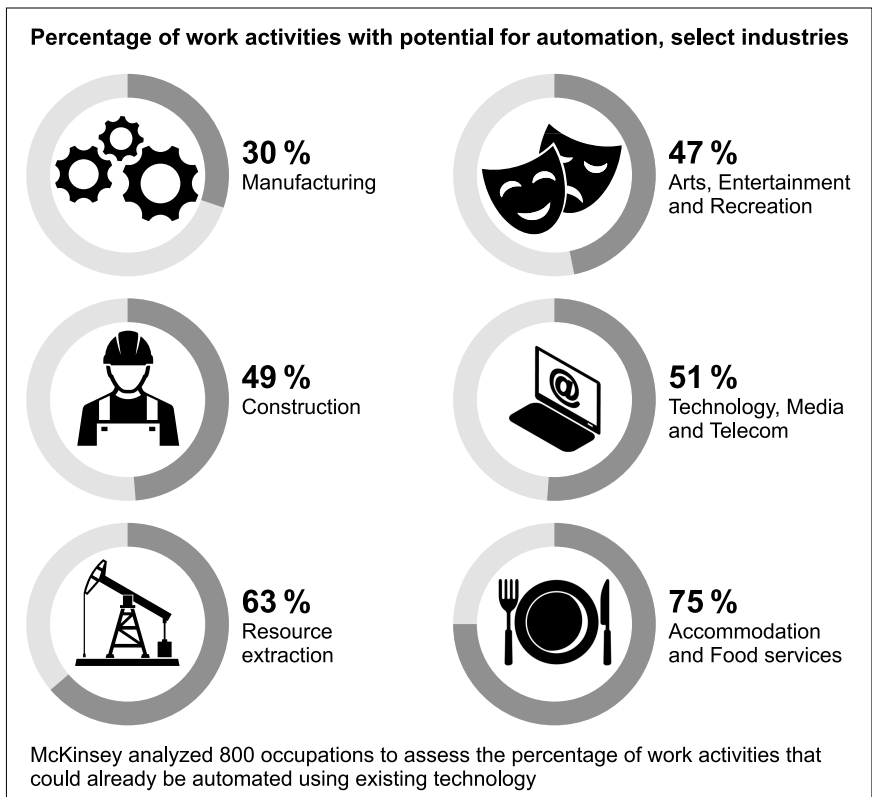 Percentage of work activities with potential for automation, select industries
30 %
Manufacturing
47 %
Arts, Entertainment
and Recreation
49 %
Construction
@
51 %
Technology, Media
and Telecom
63 %
Resource
extraction
75 %
Accommodation
and Food services
McKinsey analyzed 800 occupations to assess the percentage of work activities that
could already be automated using existing technology